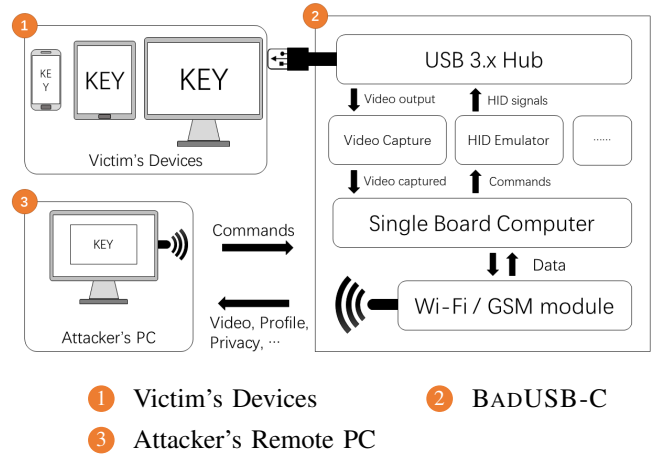 1
KE
Y
KEY
KEY
Victim's Devices
2
USB 3.x Hub
Video output
HID signals
Video Capture
HID Emulator
......
Video captured
Commands
Single Board Computer
Data
Wi-Fi / GSM module
3
KEY
Attacker's PC
Commands
Video, Profile,
Privacy, ...
1 Victim's Devices
2 BADUSB-C
3 Attacker's Remote PC